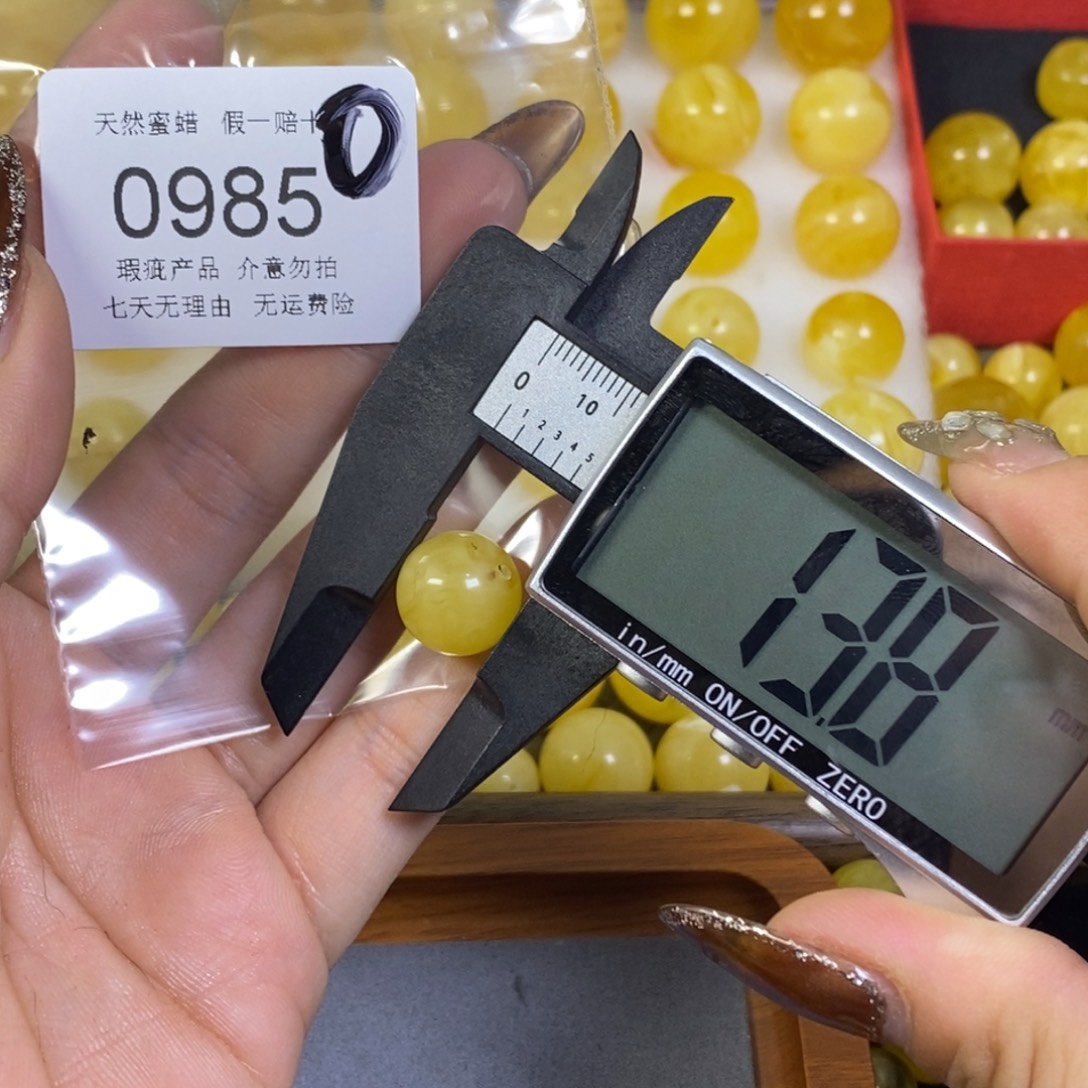 天然蜜蜡 假一赔十
0
0985
瑕疵产品 介意勿拍
七天无理由 无运费险
0 10
1 2 3 4 5
13.8
mm
in/mm ON/OFF ZERO